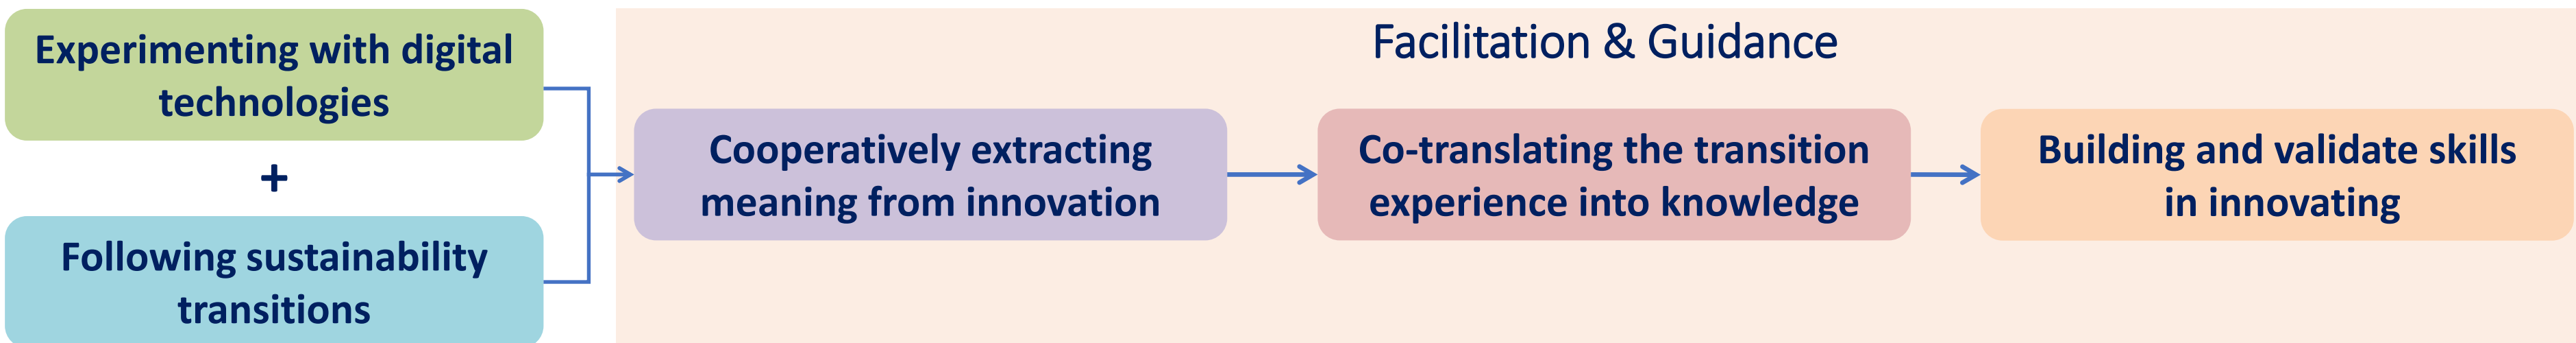 Experimenting with digital
technologies
+
Following sustainability
transitions
Facilitation & Guidance
Cooperatively extracting
meaning from innovation
Co-translating the transition
experience into knowledge
Building and validate skills
in innovating